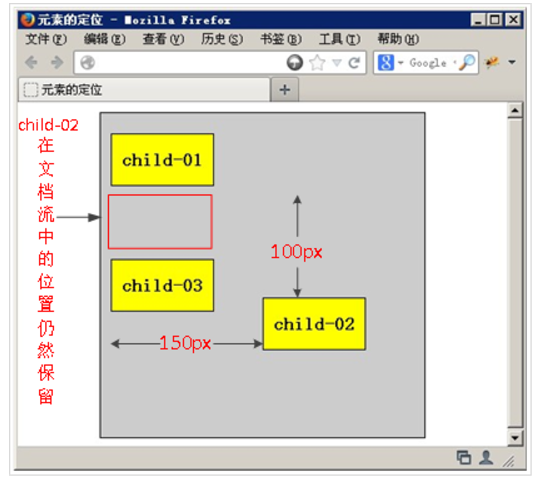 元素的定位 - Mozilla Firefox
文件(F) 编辑(E) 查看(V) 历史(S) 书签(B) 工具(T) 帮助(H)
Google
元素的定位
child-02
在文档流中的位置仍然保留
child-01
100px
child-03
child-02
150px